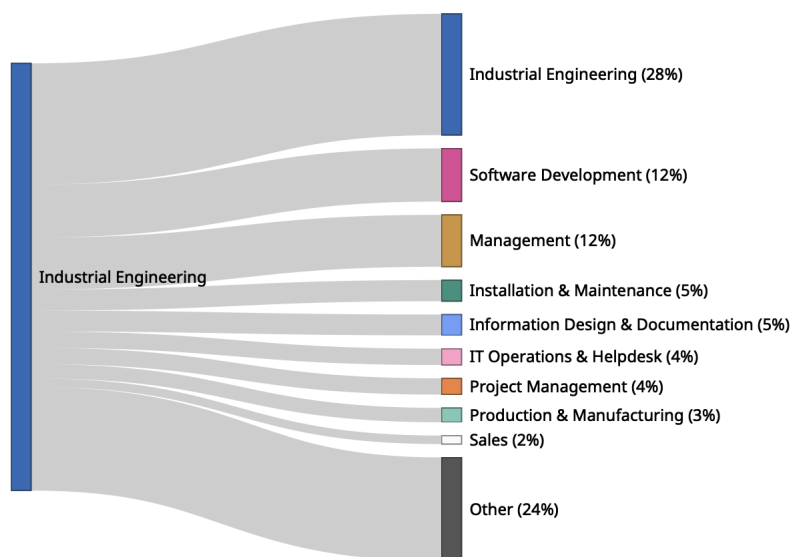 Industrial Engineering (28%)
Software Development (12%)
Management (12%)
Industrial Engineering
Installation & Maintenance (5%)
Information Design & Documentation (5%)
IT Operations & Helpdesk (4%)
Project Management (4%)
Production & Manufacturing (3%)
Sales (2%)
Other (24%)